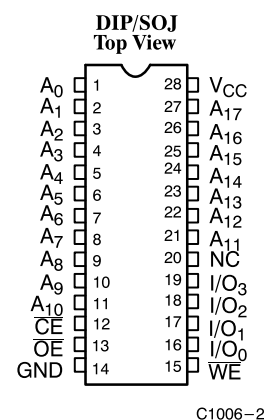 DIP/SOJ
Top View
A0 1 28 VCC
A1 2 27 A17
A2 3 26 A16
A3 4 25 A15
A4 5 24 A14
A5 6 23 A13
A6 7 22 A12
A7 8 21 A11
A8 9 20 NC
A9 10 19 I/O3
A10 11 18 I/O2
C̅E̅ 12 17 I/O1
O̅E̅ 13 16 I/O0
GND 14 15 W̅E̅
C1006−2